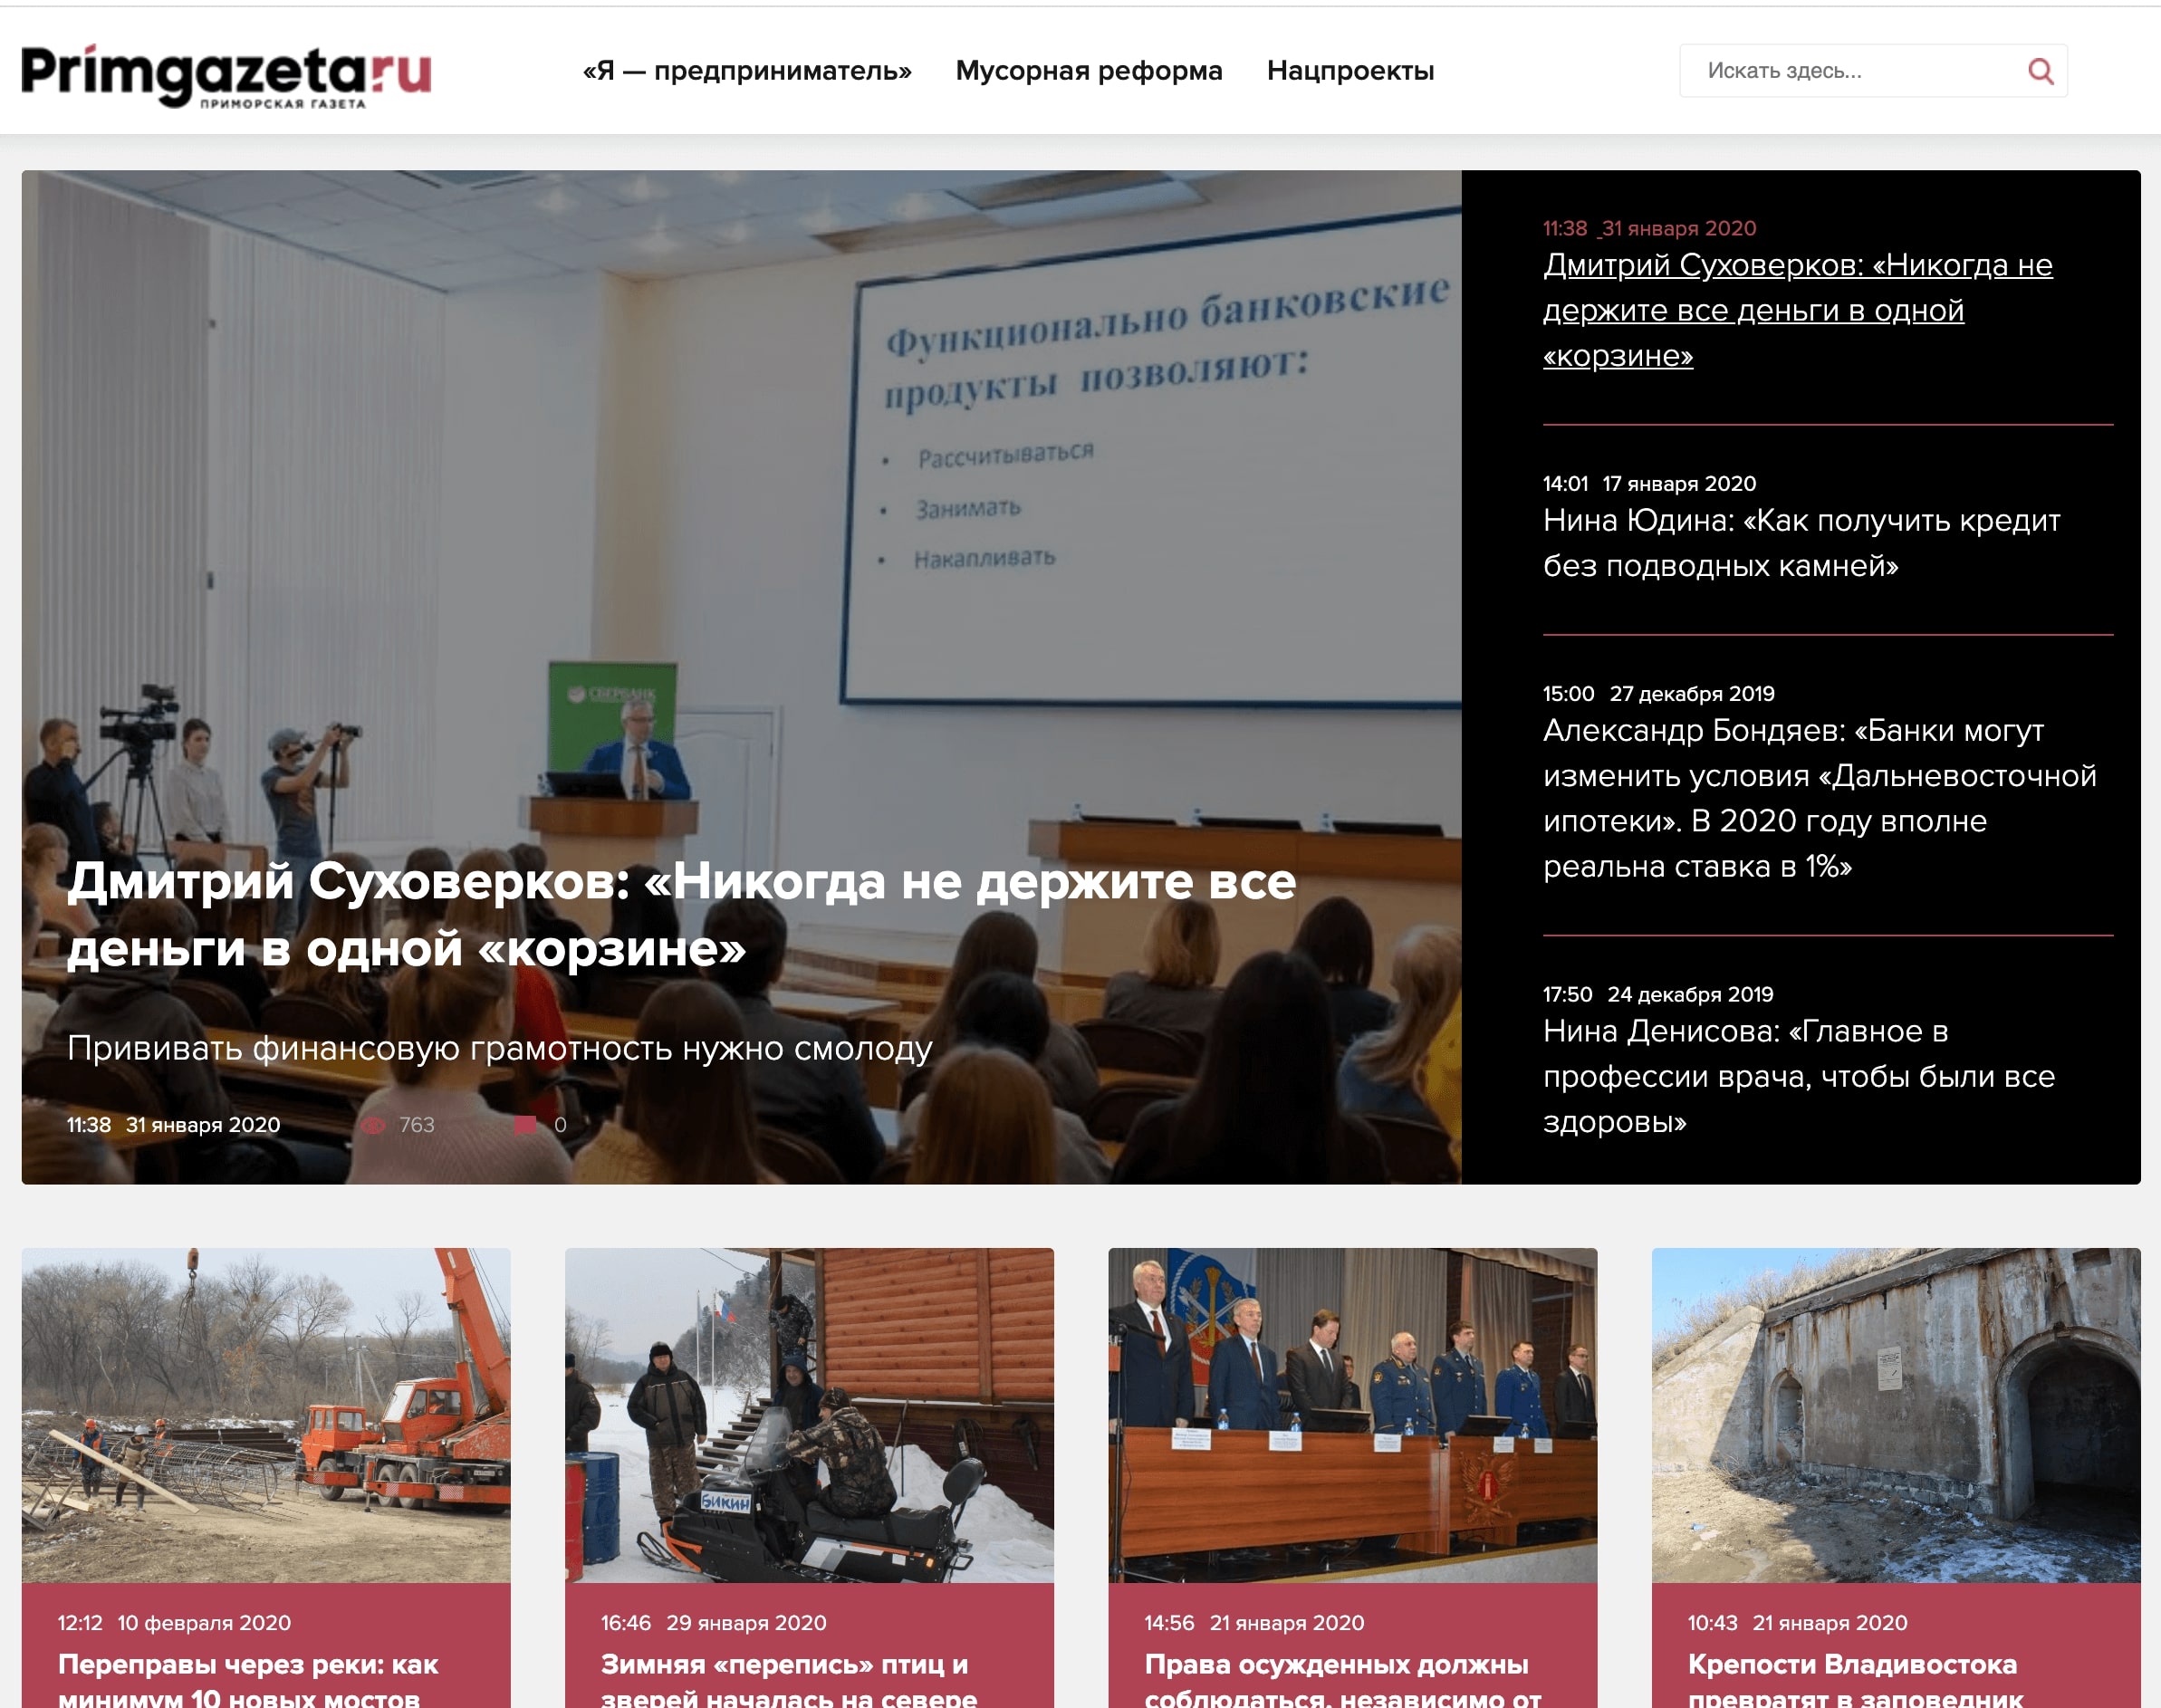 Primgazeta.ru
ПРИМОРСКАЯ ГАЗЕТА
«Я — предприниматель» Мусорная реформа Нацпроекты
Искать здесь...
Функционально банковские
продукты позволяют:
• Рассчитываться
• Занимать
• Накапливать
СБЕРБАНК
Дмитрий Суховерков: «Никогда не держите все
деньги в одной «корзине»
Прививать финансовую грамотность нужно смолоду
11:38 31 января 2020 763 0
11:38 31 января 2020
Дмитрий Суховерков: «Никогда не
держите все деньги в одной
«корзине»
14:01 17 января 2020
Нина Юдина: «Как получить кредит
без подводных камней»
15:00 27 декабря 2019
Александр Бондяев: «Банки могут
изменить условия «Дальневосточной
ипотеки». В 2020 году вполне
реальна ставка в 1%»
17:50 24 декабря 2019
Нина Денисова: «Главное в
профессии врача, чтобы были все
здоровы»
12:12 10 февраля 2020
Переправы через реки: как
минимум 10 новых мостов
БИКИН
16:46 29 января 2020
Зимняя «перепись» птиц и
зверей началась на севере
14:56 21 января 2020
Права осужденных должны
соблюдаться, независимо от
10:43 21 января 2020
Крепости Владивостока
превратят в заповедник